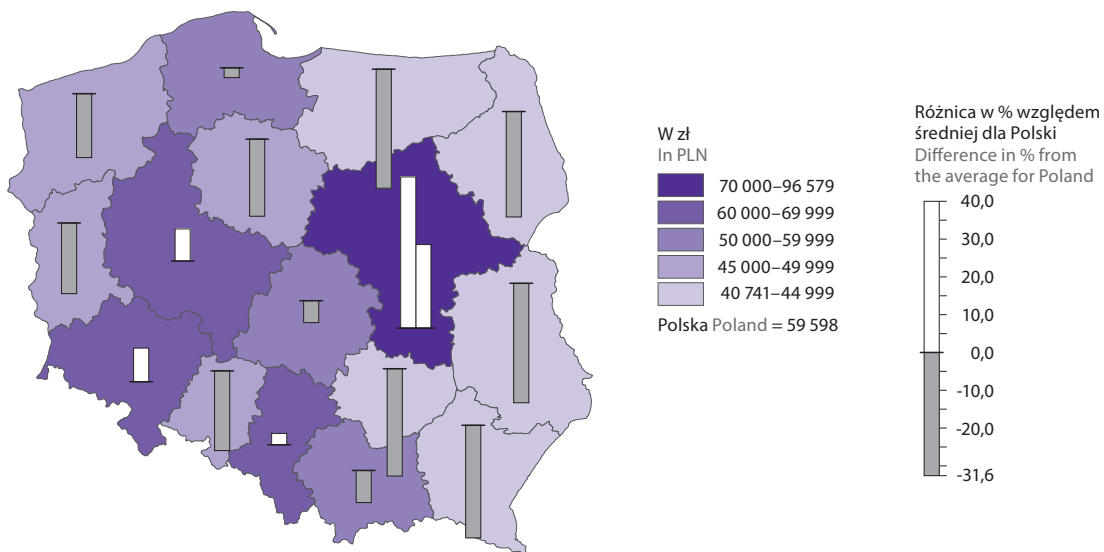 W zł
In PLN
70 000–96 579
60 000–69 999
50 000–59 999
45 000–49 999
40 741–44 999
Polska Poland = 59 598
Różnica w % względem
średniej dla Polski
Difference in % from
the average for Poland
40,0
30,0
20,0
10,0
0,0
-10,0
-20,0
-31,6